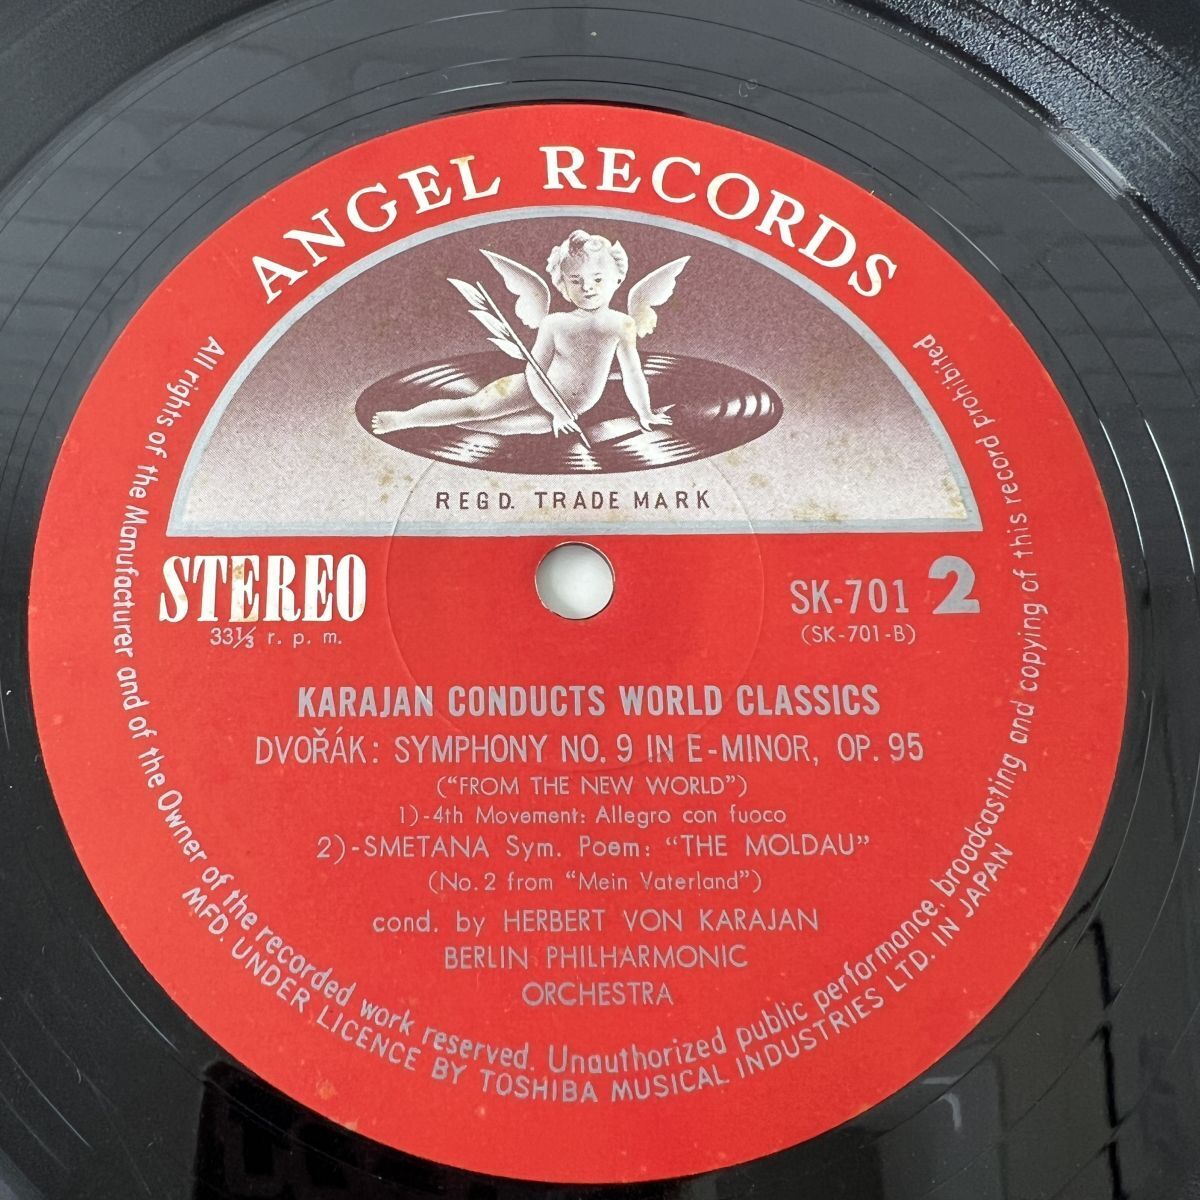 ANGEL RECORDS
REGD. TRADE MARK
STEREO
33⅓ r. p. m.
SK-701 2
(SK-701-B)
KARAJAN CONDUCTS WORLD CLASSICS
DVOŘÁK: SYMPHONY NO. 9 IN E-MINOR, OP. 95
("FROM THE NEW WORLD")
1)-4th Movement: Allegro con fuoco
2)-SMETANA Sym. Poem: "THE MOLDAU"
(No. 2 from "Mein Vaterland")
cond. by HERBERT VON KARAJAN
BERLIN PHILHARMONIC
ORCHESTRA
All rights of the Manufacturer and of the Owner of the recorded work reserved. Unauthorized public performance, broadcasting and copying of this record prohibited
MFD. UNDER LICENCE BY TOSHIBA MUSICAL INDUSTRIES LTD. IN JAPAN